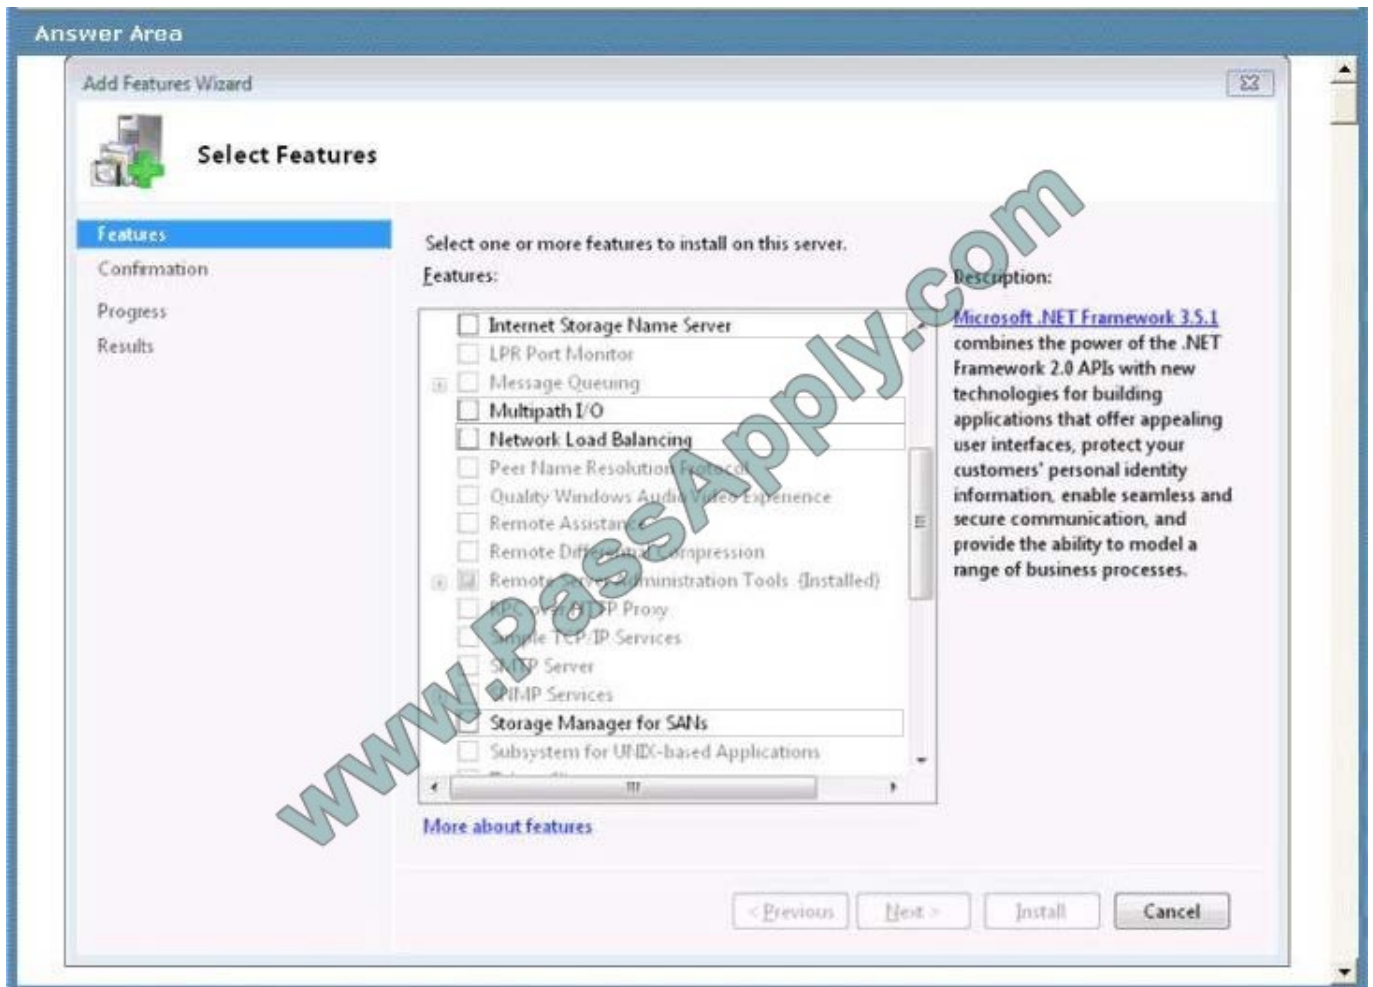 Answer Area
Add Features Wizard
Select Features
Features
Confirmation
Progress
Results
Select one or more features to install on this server.
Features:
Internet Storage Name Server
LPR Port Monitor
Message Queuing
Multipath I/O
Network Load Balancing
Peer Name Resolution Protocol
Quality Windows Audio Video Experience
Remote Assistance
Remote Differential Compression
Remote Server Administration Tools (Installed)
RPC over HTTP Proxy
Simple TCP/IP Services
SMTP Server
SNMP Services
Storage Manager for SANs
Subsystem for UNIX-based Applications
More about features
Description:
Microsoft .NET Framework 3.5.1
combines the power of the .NET
Framework 2.0 APIs with new
technologies for building
applications that offer appealing
user interfaces, protect your
customers' personal identity
information, enable seamless and
secure communication, and
provide the ability to model a
range of business processes.
< Previous
Next >
Install
Cancel
www.PassApply.com